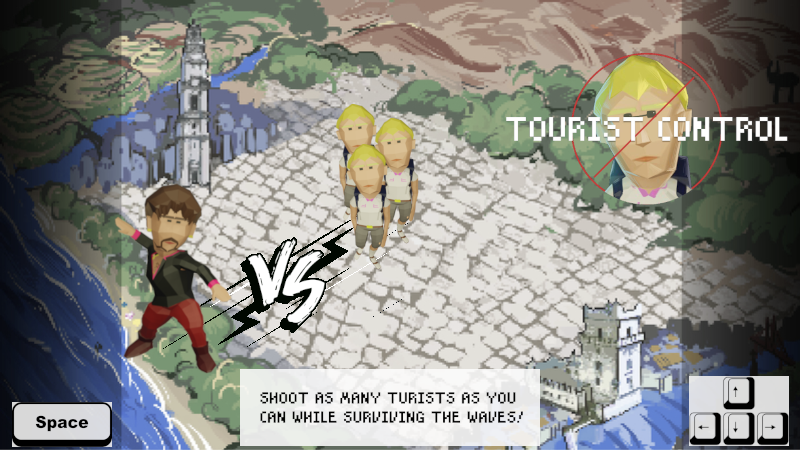 TOURIST CONTROL
VS
SHOOT AS MANY TURISTS AS YOU
CAN WHILE SURVIVING THE WAVES!
Space
↑
← ↓ →